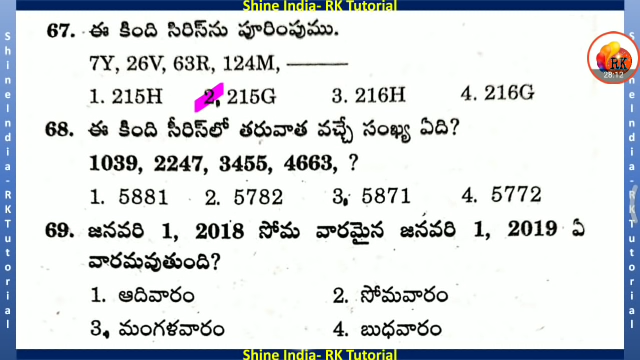 Shine India- RK Tutorial
67. ఈ కింది సిరిస్‌ను పూరింపుము.
7Y, 26V, 63R, 124M, ———
1. 215H 2. 215G 3. 216H 4. 216G
68. ఈ కింది సీరిస్‌లో తరువాత వచ్చే సంఖ్య ఏది?
1039, 2247, 3455, 4663, ?
1. 5881 2. 5782 3. 5871 4. 5772
69. జనవరి 1, 2018 సోమ వారమైన జనవరి 1, 2019 ఏ
వారమవుతుంది?
1. ఆదివారం 2. సోమవారం
3. మంగళవారం 4. బుధవారం
Shine India- RK Tutorial
Shine India - RK Tutorial
Shine India - RK Tutorial
RK
28:12